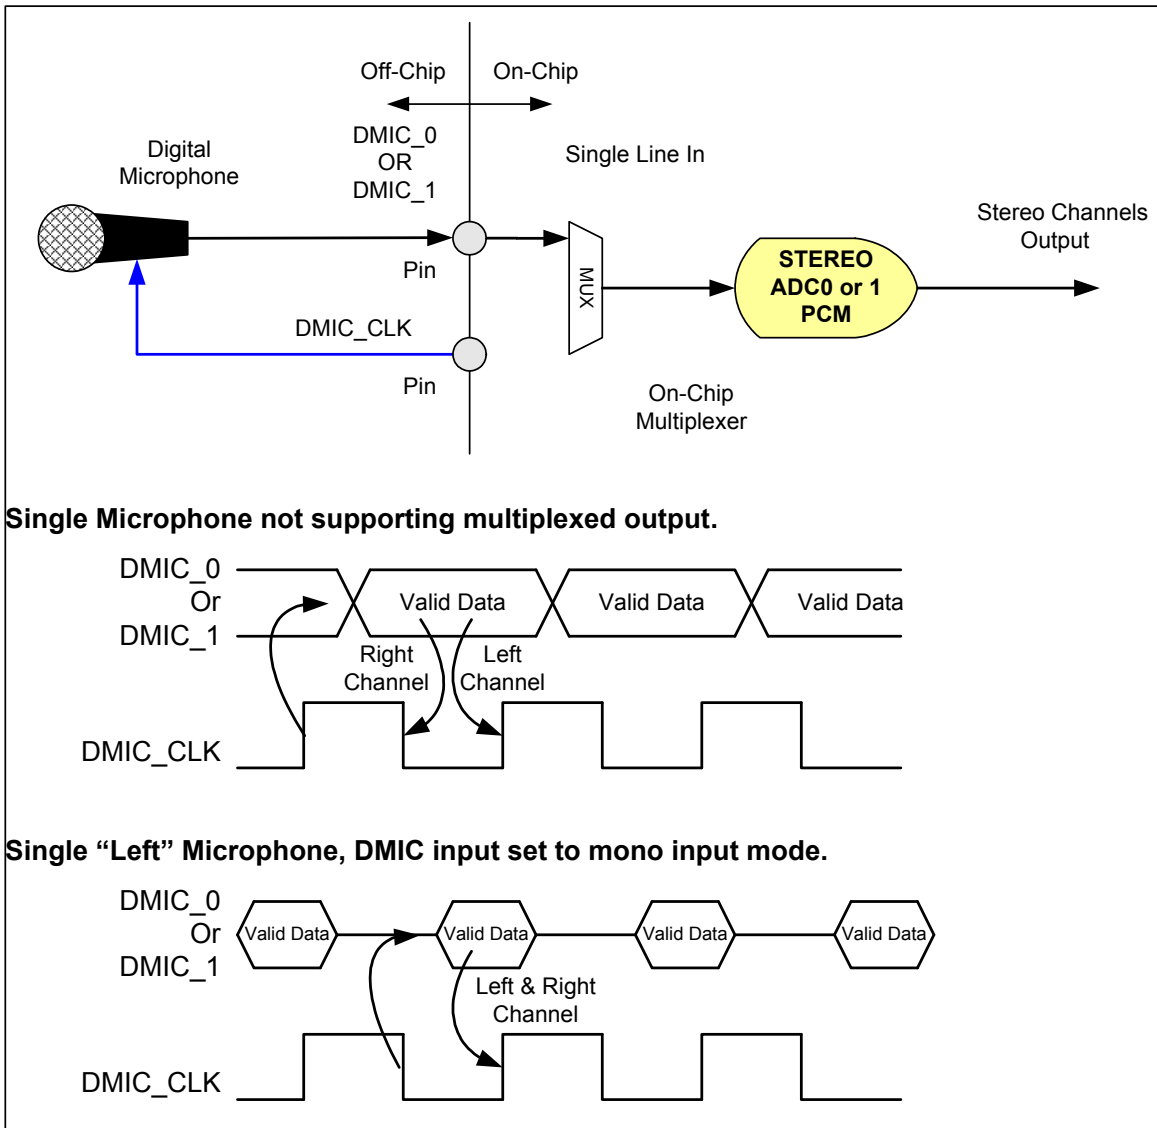 Off-Chip
On-Chip
DMIC_0
OR
DMIC_1
Single Line In
Digital
Microphone
Stereo Channels
Output
STEREO
ADC0 or 1
PCM
MUX
Pin
DMIC_CLK
Pin
On-Chip
Multiplexer
Single Microphone not supporting multiplexed output.
DMIC_0
Or
DMIC_1
Valid Data
Valid Data
Valid Data
Right
Channel
Left
Channel
DMIC_CLK
Single “Left” Microphone, DMIC input set to mono input mode.
DMIC_0
Or
DMIC_1
Valid Data
Valid Data
Valid Data
Valid Data
Left & Right
Channel
DMIC_CLK